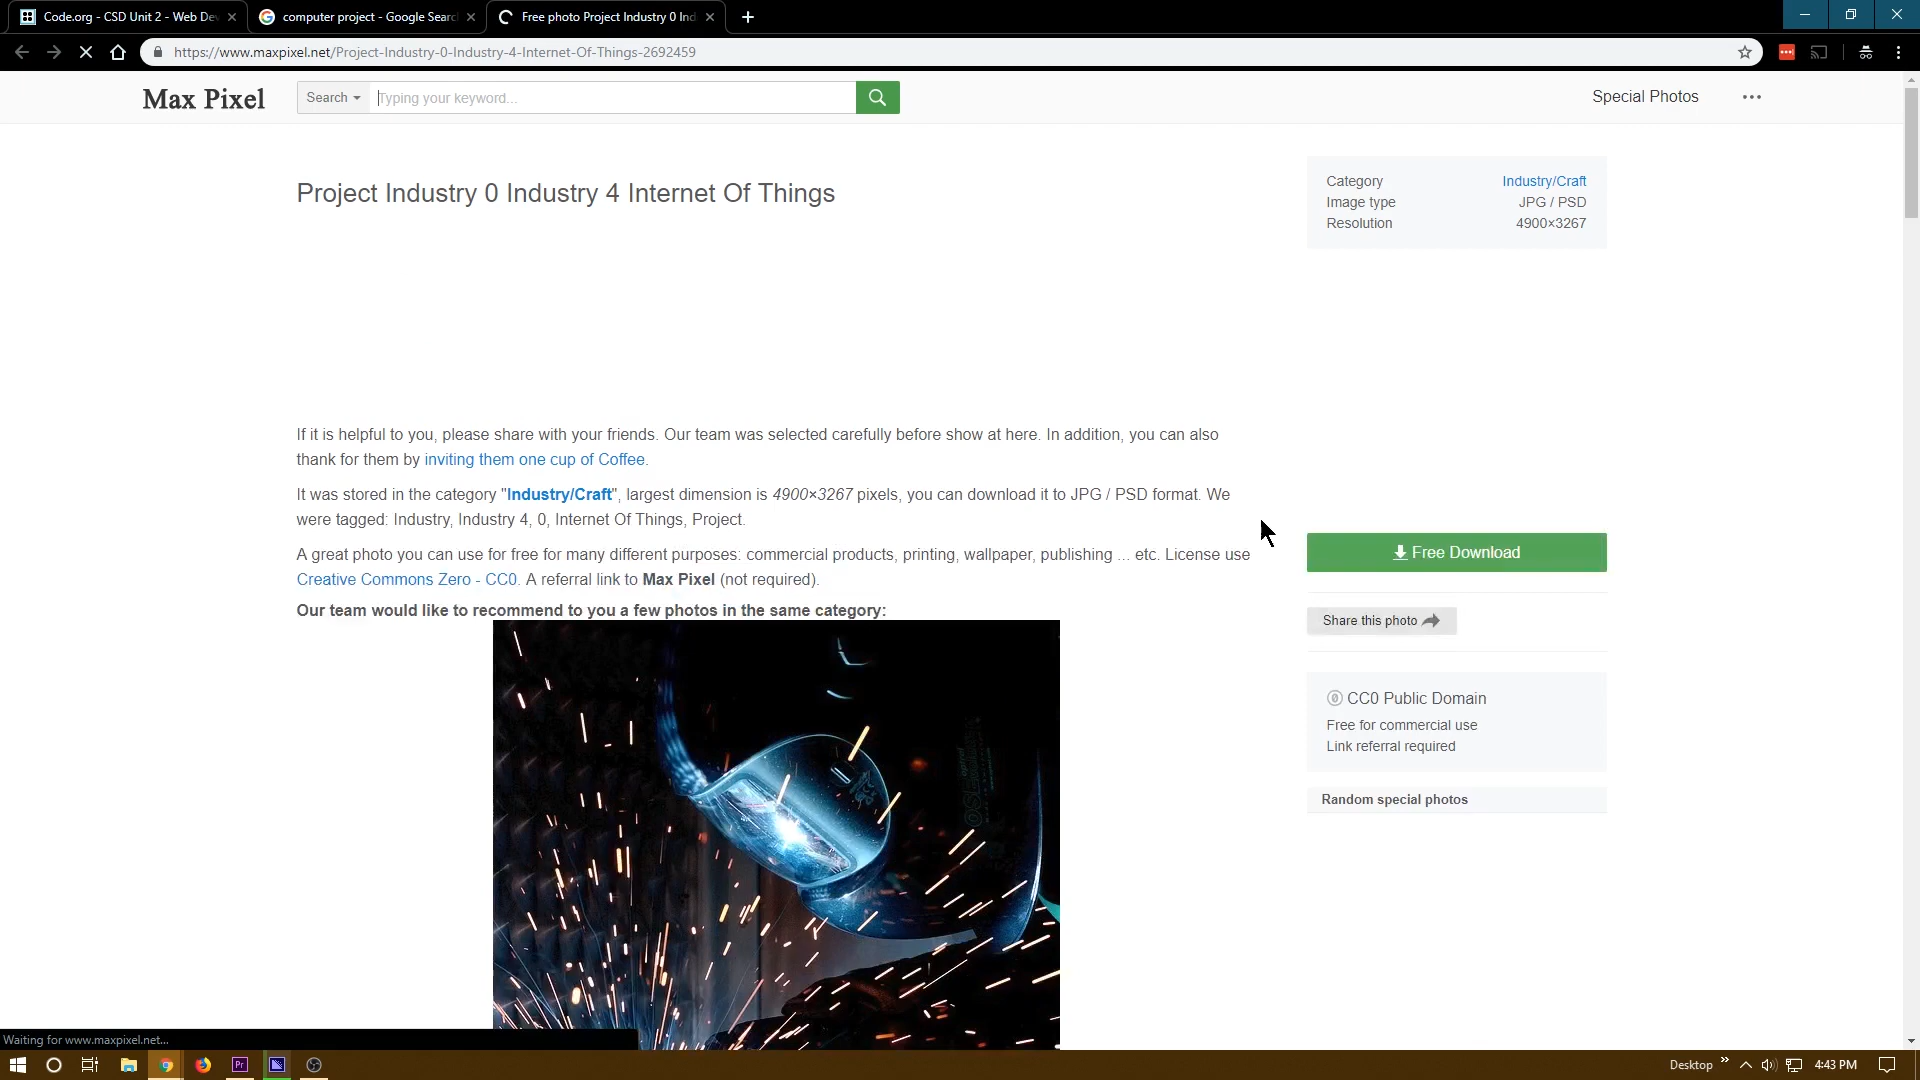 Code.org - CSD Unit 2 - Web De
computer project - Google Searc
Free photo Project Industry 0 Ind
https://www.maxpixel.net/Project-Industry-0-Industry-4-Internet-Of-Things-2692459
Max Pixel
Search
Typing your keyword...
Special Photos
Project Industry 0 Industry 4 Internet Of Things
Category Industry/Craft
Image type JPG / PSD
Resolution 4900×3267
If it is helpful to you, please share with your friends. Our team was selected carefully before show at here. In addition, you can also
thank for them by inviting them one cup of Coffee.
It was stored in the category "Industry/Craft", largest dimension is 4900×3267 pixels, you can download it to JPG / PSD format. We
were tagged: Industry, Industry 4, 0, Internet Of Things, Project.
A great photo you can use for free for many different purposes: commercial products, printing, wallpaper, publishing ... etc. License use
Creative Commons Zero - CC0. A referral link to Max Pixel (not required).
Our team would like to recommend to you a few photos in the same category:
Free Download
Share this photo
CC0 Public Domain
Free for commercial use
Link referral required
Random special photos
Waiting for www.maxpixel.net...
Pr
Desktop
4:43 PM